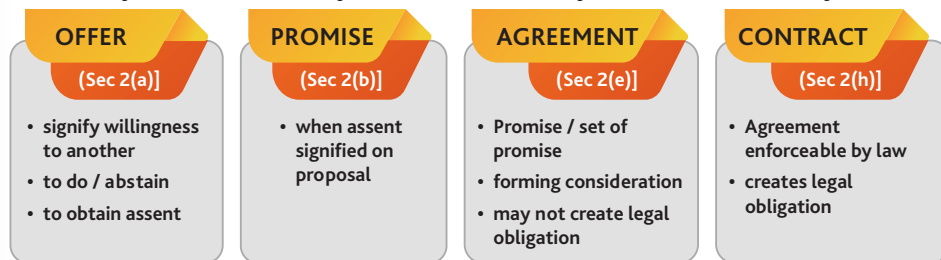 OFFER
(Sec 2(a)]
• signify willingness
to another
• to do / abstain
• to obtain assent
PROMISE
(Sec 2(b)]
• when assent
signified on
proposal
AGREEMENT
(Sec 2(e)]
• Promise / set of
promise
• forming consideration
• may not create legal
obligation
CONTRACT
(Sec 2(h)]
• Agreement
enforceable by law
• creates legal
obligation